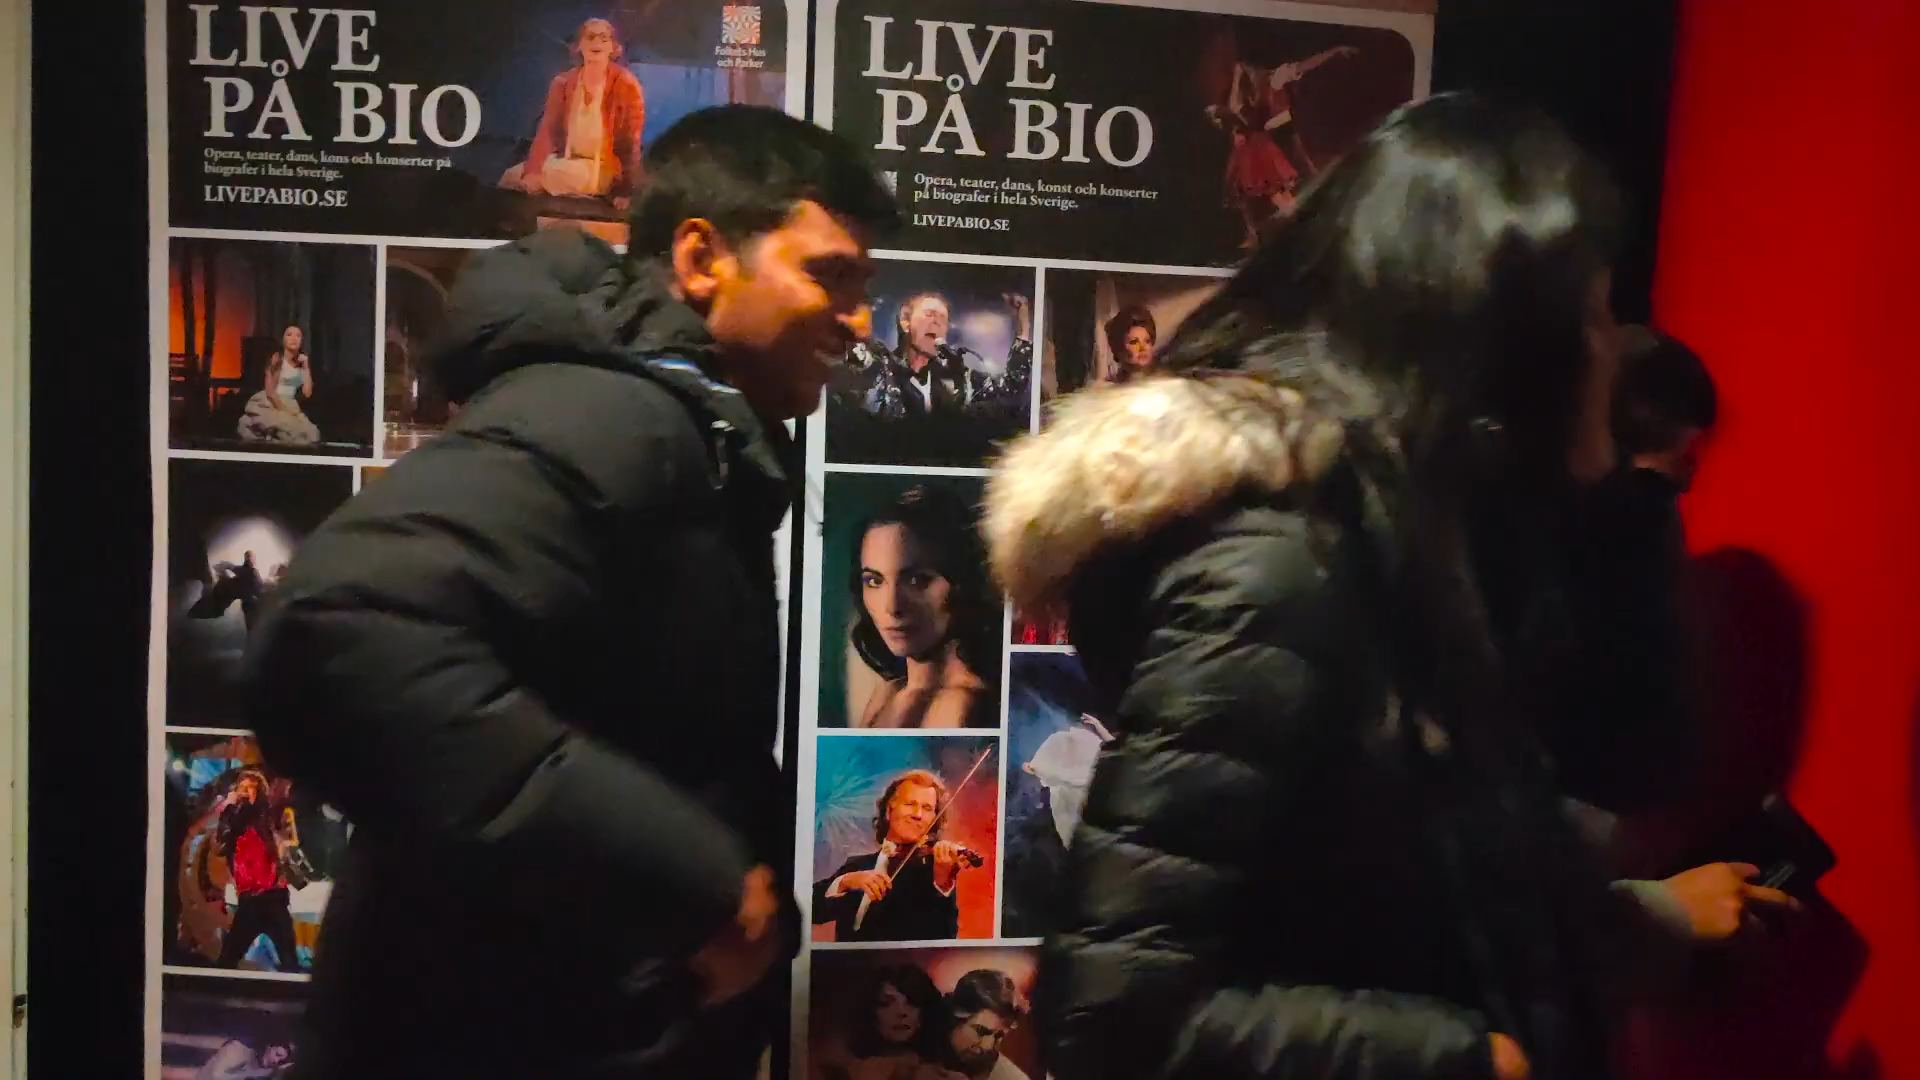 LIVE
PÅ BIO
Opera, teater, dans, kons och konserter på
biografer i hela Sverige.
LIVEPABIO.SE
Folkets Hus
och Parker
LIVE
PÅ BIO
Opera, teater, dans, konst och konserter
på biografer i hela Sverige.
LIVEPABIO.SE